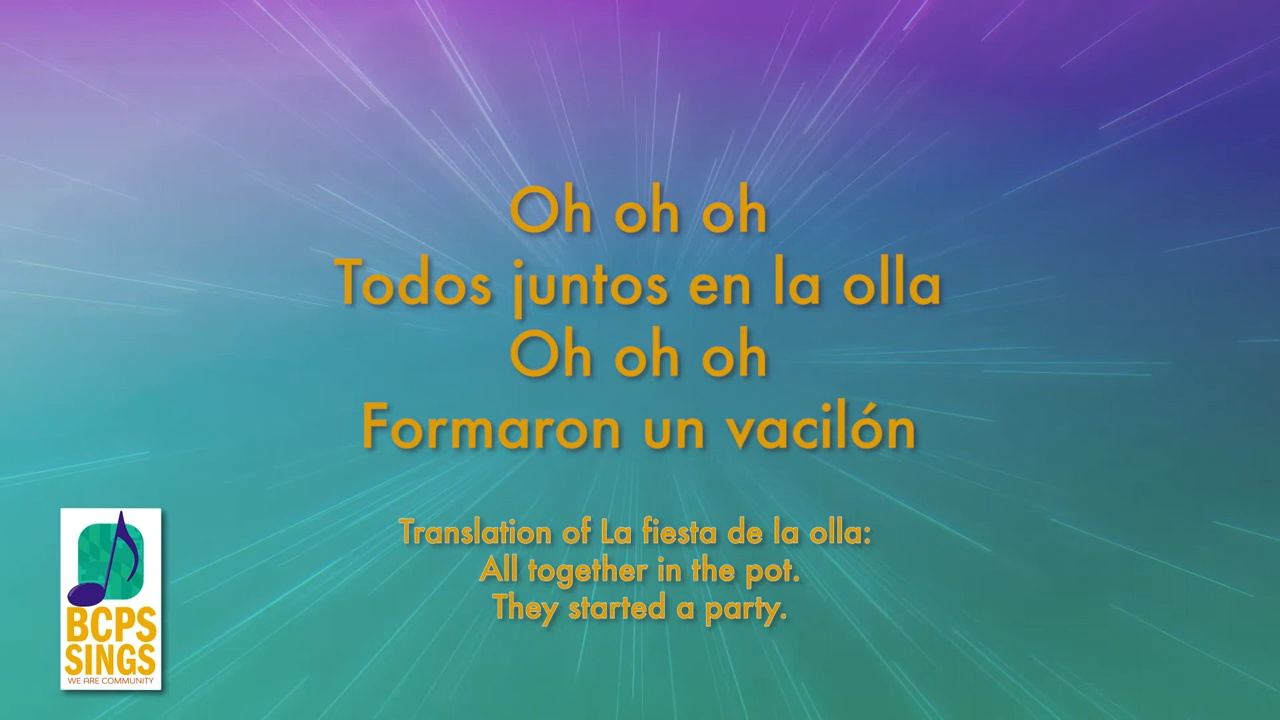 Oh oh oh
Todos juntos en la olla
Oh oh oh
Formaron un vacilón
Translation of La fiesta de la olla:
All together in the pot.
They started a party.
BCPS
SINGS
WE ARE COMMUNITY